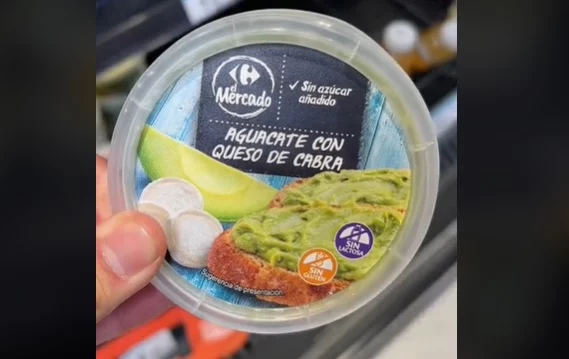 El
Mercado
✓ Sin azúcar
añadido
AGUACATE CON
QUESO DE CABRA
SIN
LACTOSA
SIN
GLUTEN
Sugerencia de presentación